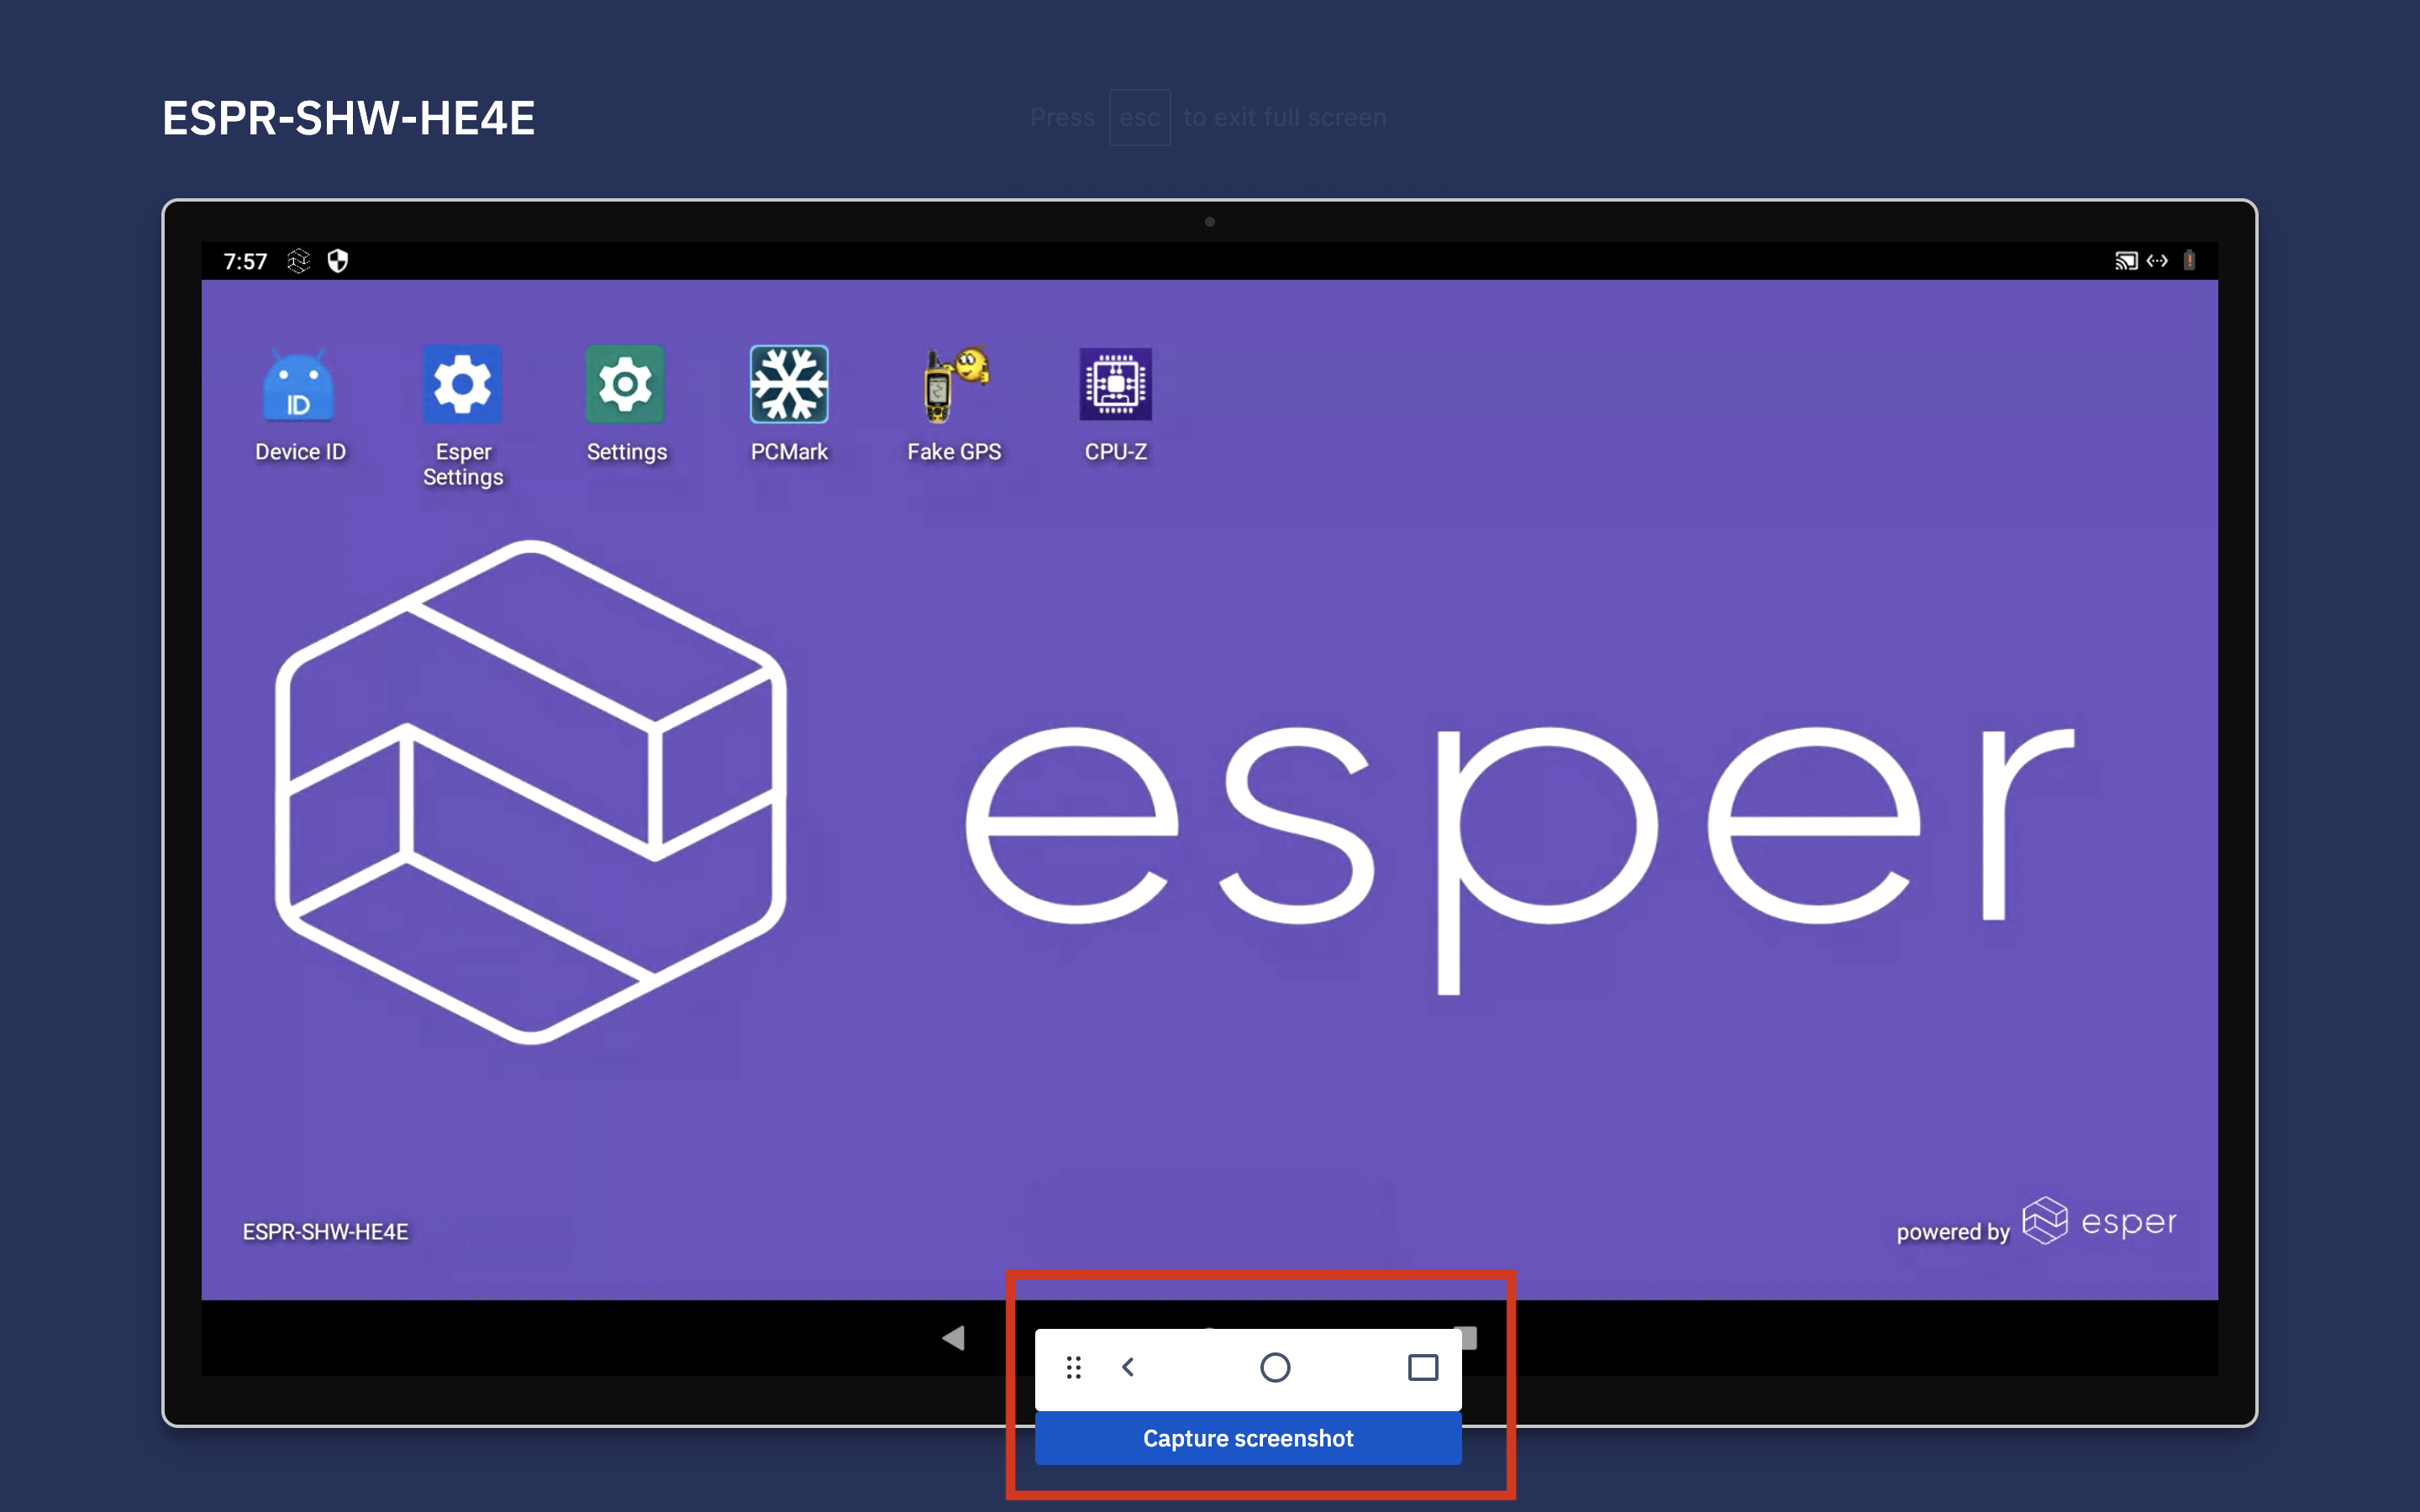 ESPR-SHW-HE4E
Press esc to exit full screen
7:57
ID
Device ID
Esper
Settings
Settings
PCMark
Fake GPS
CPU-Z
esper
ESPR-SHW-HE4E
powered by esper
Capture screenshot